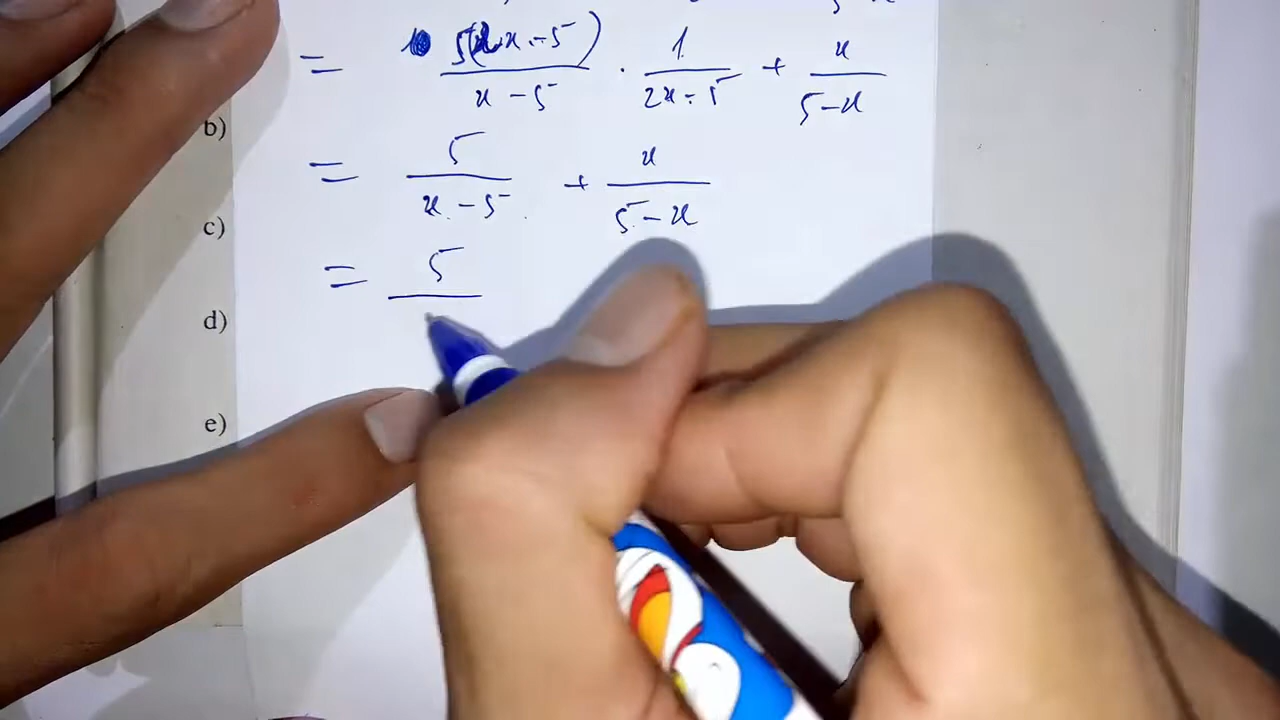 = 5(2x-5)/(x-5) . 1/(2x-5) + x/(5-x)
b)
= 5/(x-5) + x/(5-x)
c)
= 5
d)
e)